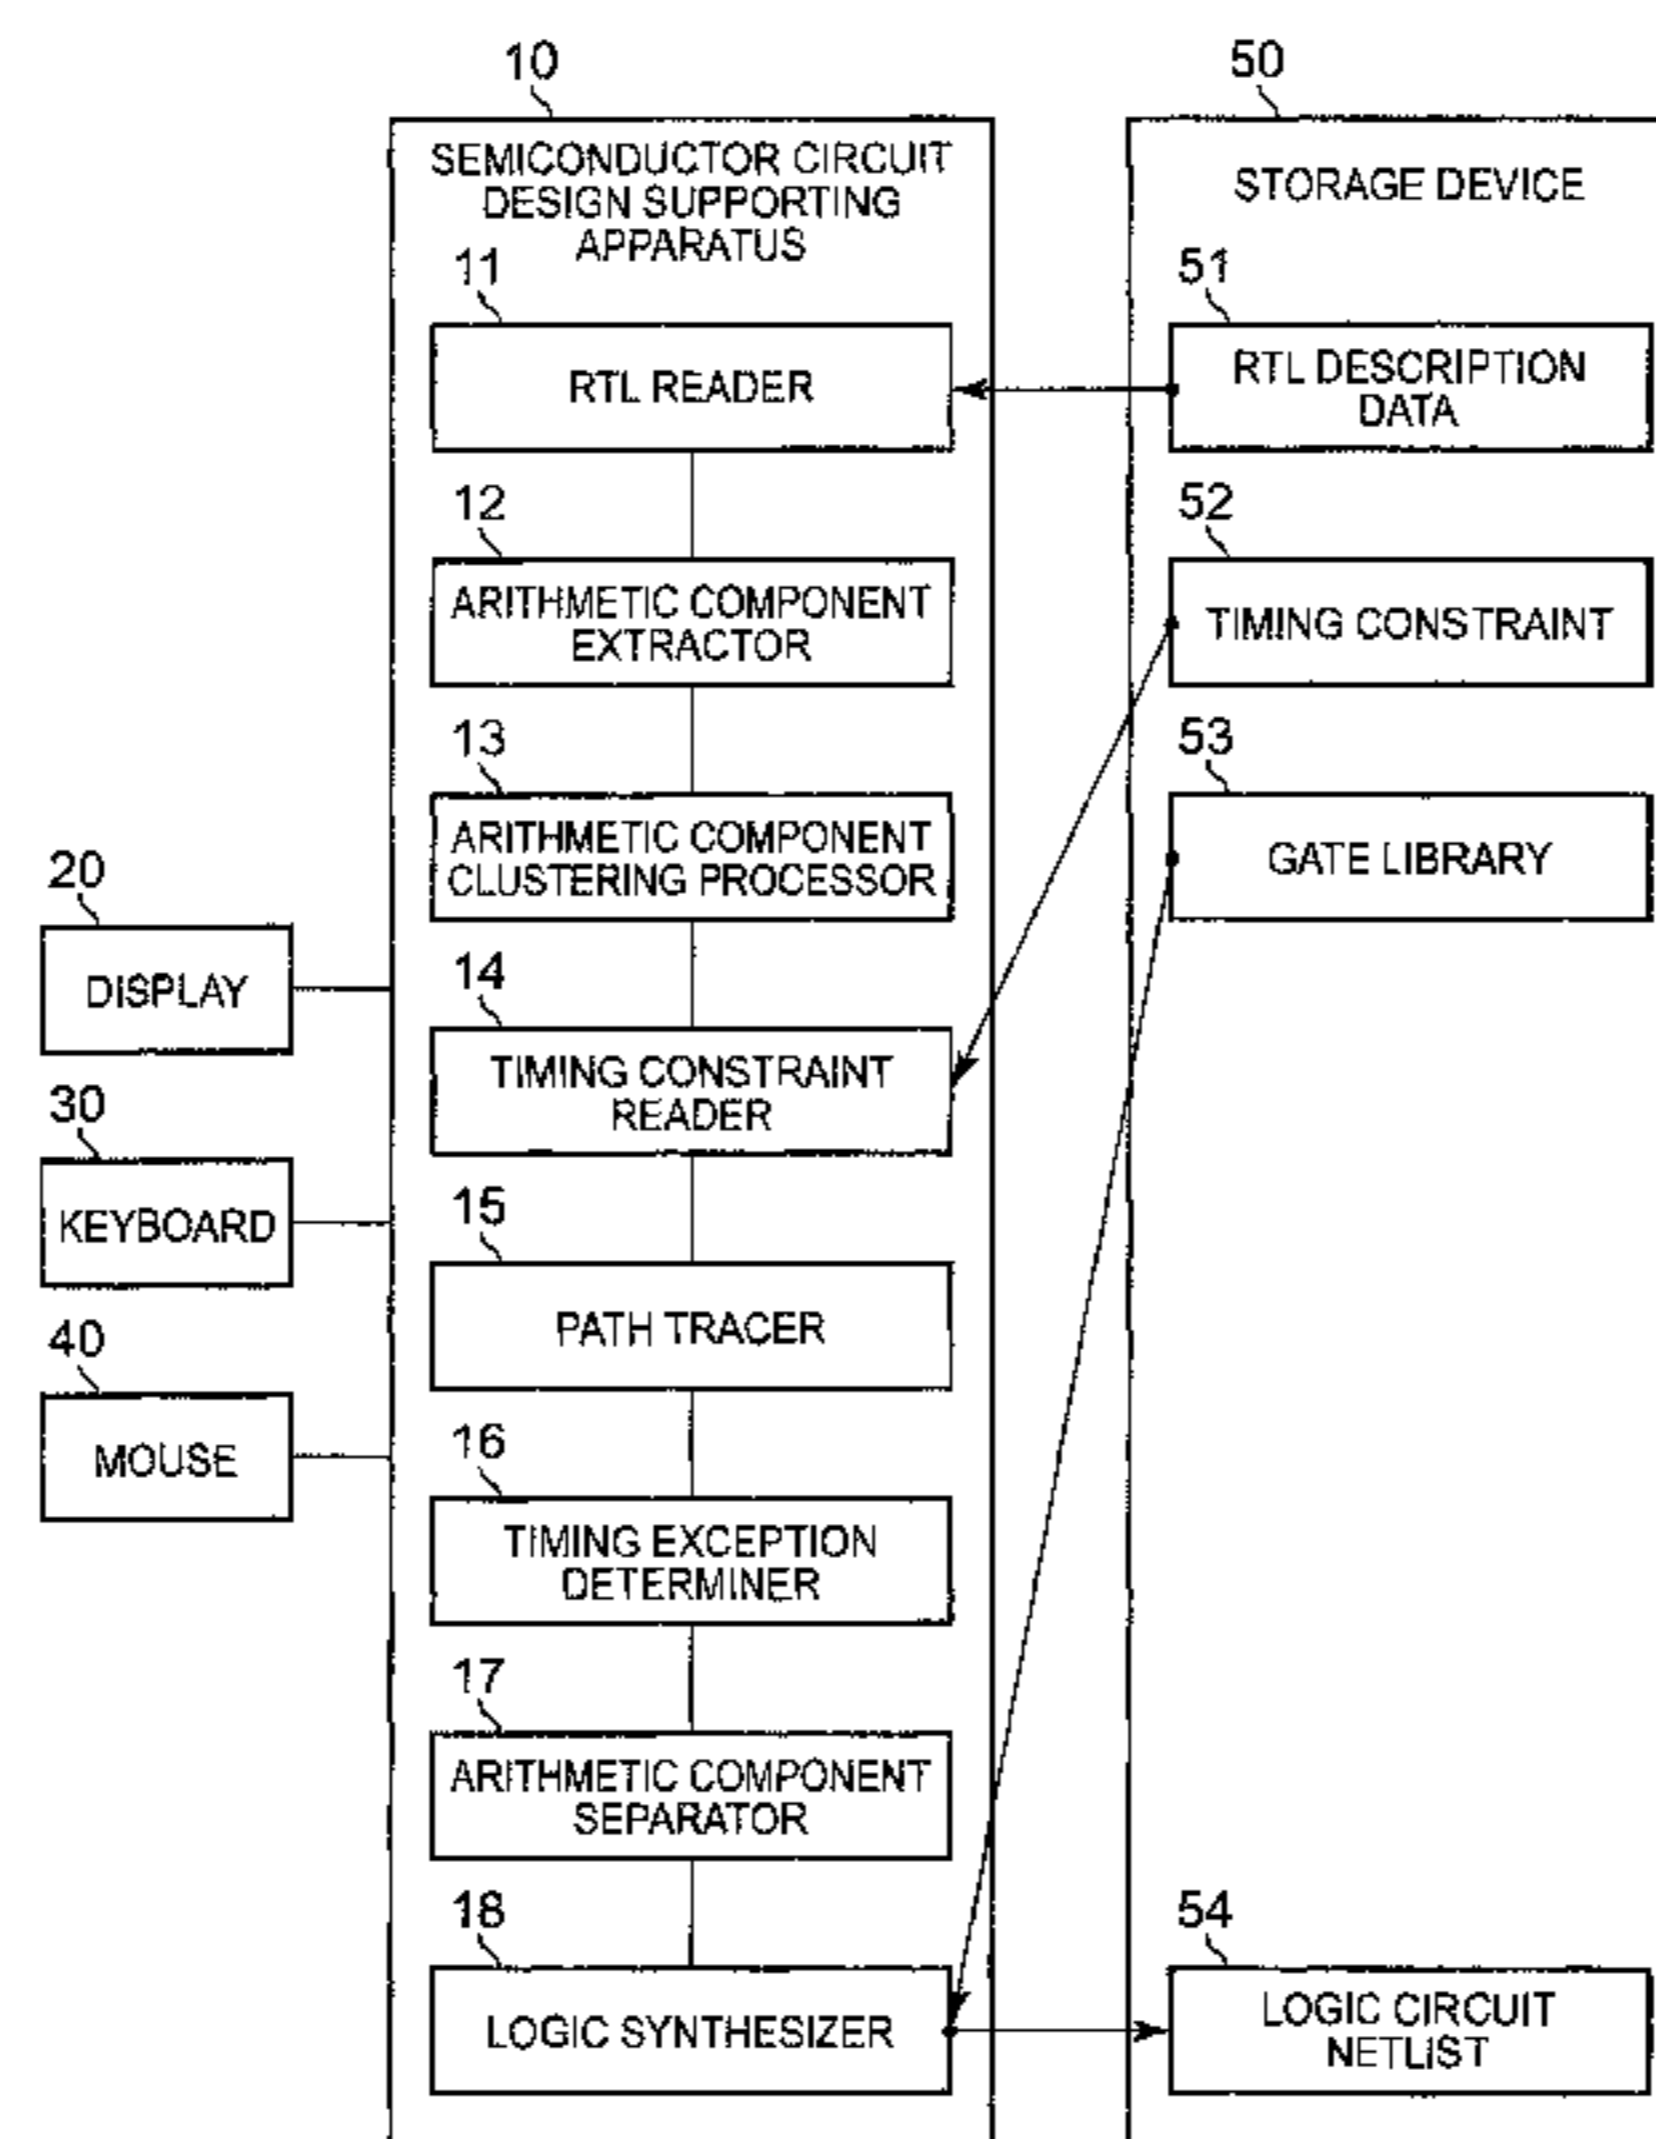 10
SEMICONDUCTOR CIRCUIT
DESIGN SUPPORTING
APPARATUS
11
RTL READER
12
ARITHMETIC COMPONENT
EXTRACTOR
13
ARITHMETIC COMPONENT
CLUSTERING PROCESSOR
14
TIMING CONSTRAINT
READER
15
PATH TRACER
16
TIMING EXCEPTION
DETERMINER
17
ARITHMETIC COMPONENT
SEPARATOR
18
LOGIC SYNTHESIZER
20
DISPLAY
30
KEYBOARD
40
MOUSE
50
STORAGE DEVICE
51
RTL DESCRIPTION
DATA
52
TIMING CONSTRAINT
53
GATE LIBRARY
54
LOGIC CIRCUIT
NETLIST